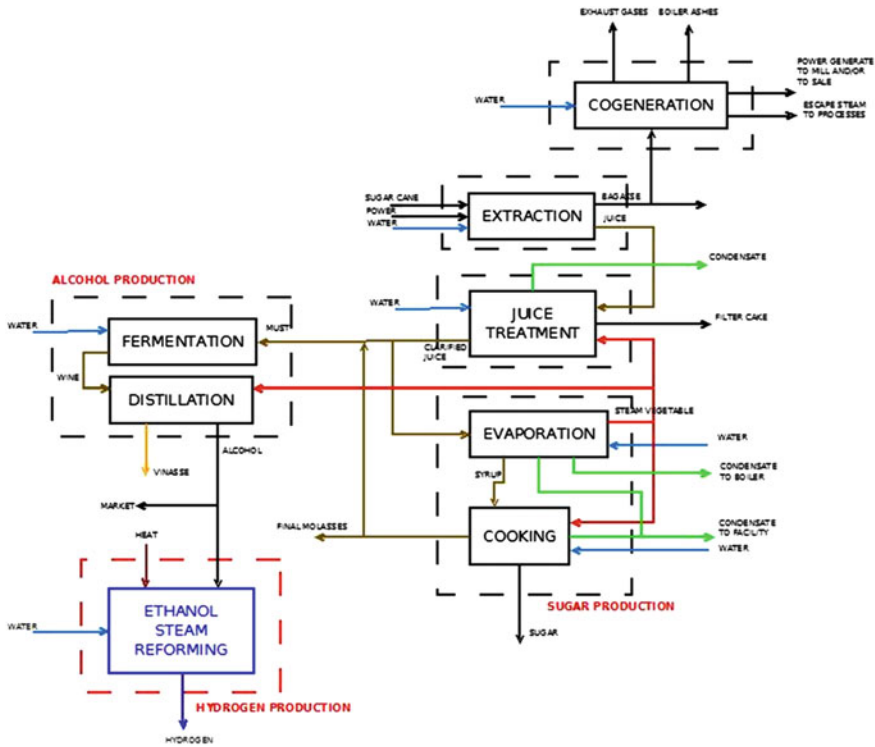 EXHAUST GASES
BOILER ASHES
POWER GENERATE
TO MILL AND/OR
TO SALE
WATER
COGENERATION
ESCAPE STEAM
TO PROCESSES
SUGAR CANE
POWER
WATER
EXTRACTION
BAGASSE
JUICE
CONDENSATE
ALCOHOL PRODUCTION
WATER
JUICE
TREATMENT
FILTER CAKE
WATER
FERMENTATION
MUST
CLARIFIED
JUICE
WINE
DISTILLATION
STEAM VEGETABLE
EVAPORATION
WATER
ALCOHOL
VINASSE
SYRUP
CONDENSATE
TO BOILER
MARKET
FINAL MOLASSES
COOKING
CONDENSATE
TO FACILITY
WATER
HEAT
SUGAR PRODUCTION
ETHANOL
STEAM
REFORMING
WATER
SUGAR
HYDROGEN PRODUCTION
HYDROGEN